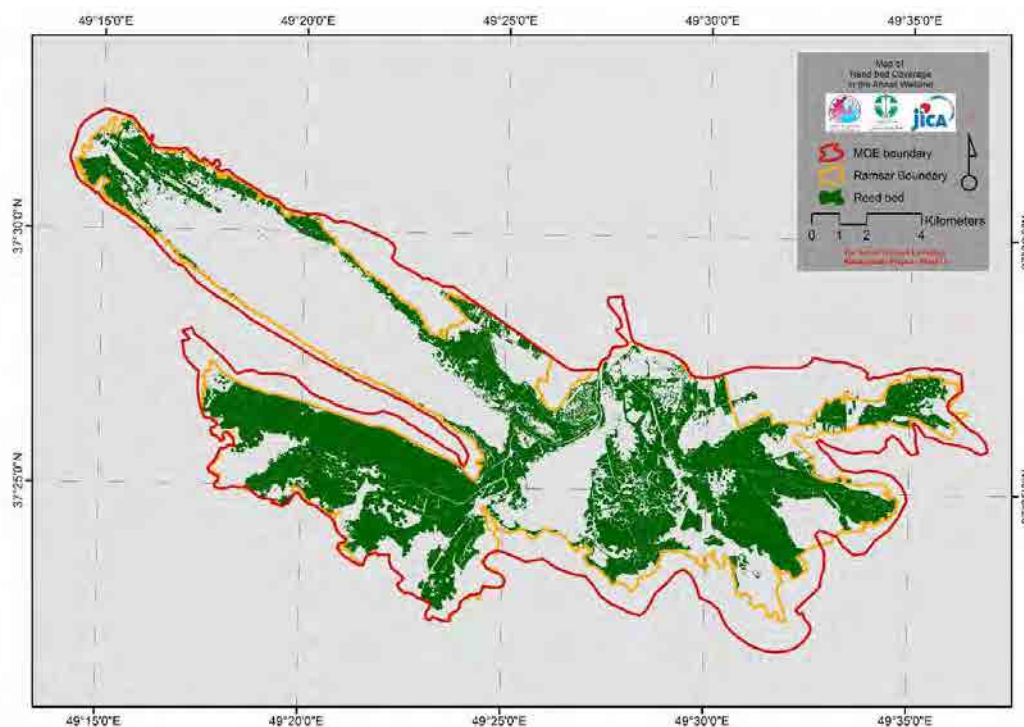 49°15'0"E 49°20'0"E 49°25'0"E 49°30'0"E 49°35'0"E
Map of
Reed bed Coverage
in the Anzali Wetland
jICA
MOE boundary
Ramsar Boundary
Reed bed
Kilometers
0 1 2 4
37°30'0"N
37°25'0"N
49°15'0"E 49°20'0"E 49°25'0"E 49°30'0"E 49°35'0"E